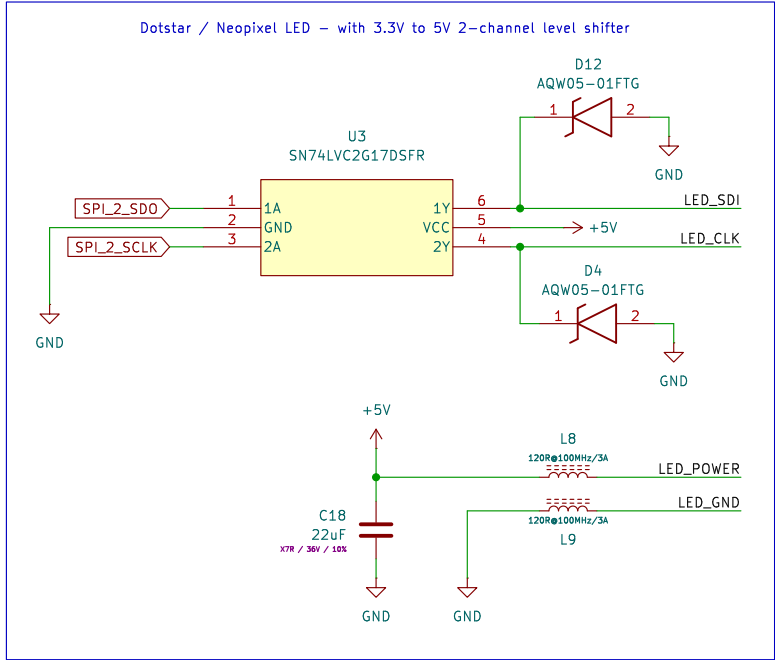 Dotstar / Neopixel LED - with 3.3V to 5V 2-channel level shifter
D12
AQW05-01FTG
1
2
GND
U3
SN74LVC2G17DSFR
SPI_2_SDO
1
1A
1Y
6
LED_SDI
2
GND
VCC
5
+5V
SPI_2_SCLK
3
2A
2Y
4
LED_CLK
GND
D4
AQW05-01FTG
1
2
GND
+5V
L8
120R@100MHz/3A
LED_POWER
LED_GND
120R@100MHz/3A
L9
C18
22uF
X7R / 36V / 10%
GND
GND